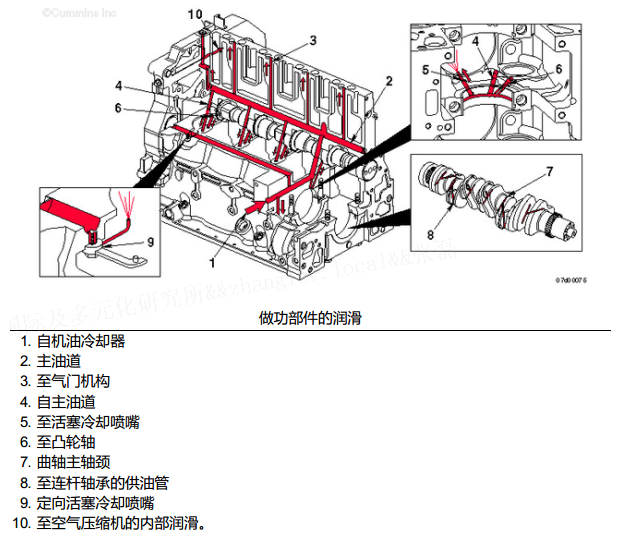 ©Cummins Inc
10
3
4
2
6
1
9
5
4
6
7
8
07d00076
做功部件的润滑
1. 自机油冷却器
2. 主油道
3. 至气门机构
4. 自主油道
5. 至活塞冷却喷嘴
6. 至凸轮轴
7. 曲轴主轴颈
8. 至连杆轴承的供油管
9. 定向活塞冷却喷嘴
10. 至空气压缩机的内部润滑。